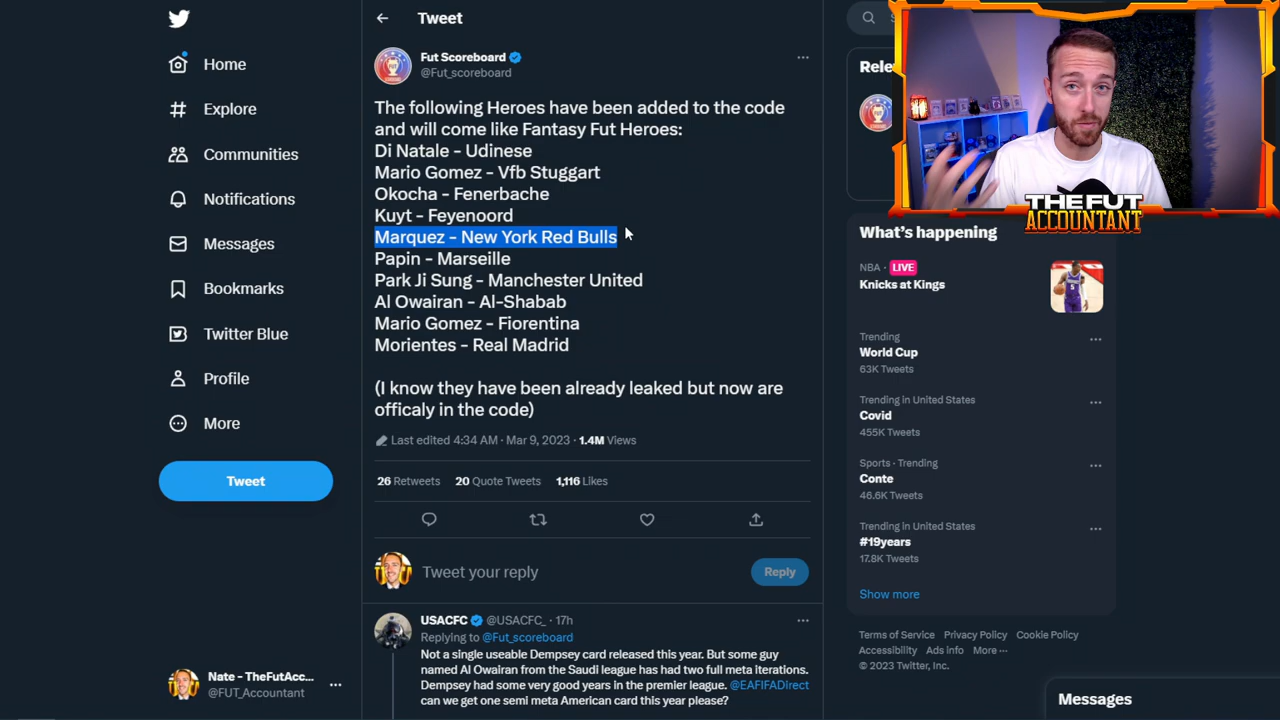 Home
Explore
Communities
Notifications
Messages
Bookmarks
Twitter Blue
Profile
More
Tweet
Nate - TheFutAcc...
@FUT_Accountant
Tweet
Fut Scoreboard
@Fut_scoreboard
The following Heroes have been added to the code
and will come like Fantasy Fut Heroes:
Di Natale - Udinese
Mario Gomez - Vfb Stuggart
Okocha - Fenerbache
Kuyt - Feyenoord
Marquez - New York Red Bulls
Papin - Marseille
Park Ji Sung - Manchester United
Al Owairan - Al-Shabab
Mario Gomez - Fiorentina
Morientes - Real Madrid
(I know they have been already leaked but now are
officaly in the code)
Last edited 4:34 AM · Mar 9, 2023 · 1.4M Views
26 Retweets 20 Quote Tweets 1,116 Likes
Tweet your reply
Reply
USACFC @USACFC_ · 17h
Replying to @Fut_scoreboard
Not a single useable Dempsey card released this year. But some guy
named Al Owairan from the Saudi league has had two full meta iterations.
Dempsey had some very good years in the premier league. @EAFIFADirect
can we get one semi meta American card this year please?
Rele
THE FUT
ACCOUNTANT
What's happening
NBA · LIVE
Knicks at Kings
Trending
World Cup
63K Tweets
Trending in United States
Covid
455K Tweets
Sports · Trending
Conte
46.6K Tweets
Trending in United States
#19years
17.8K Tweets
Show more
Terms of Service Privacy Policy Cookie Policy
Accessibility Ads info More ···
© 2023 Twitter, Inc.
Messages